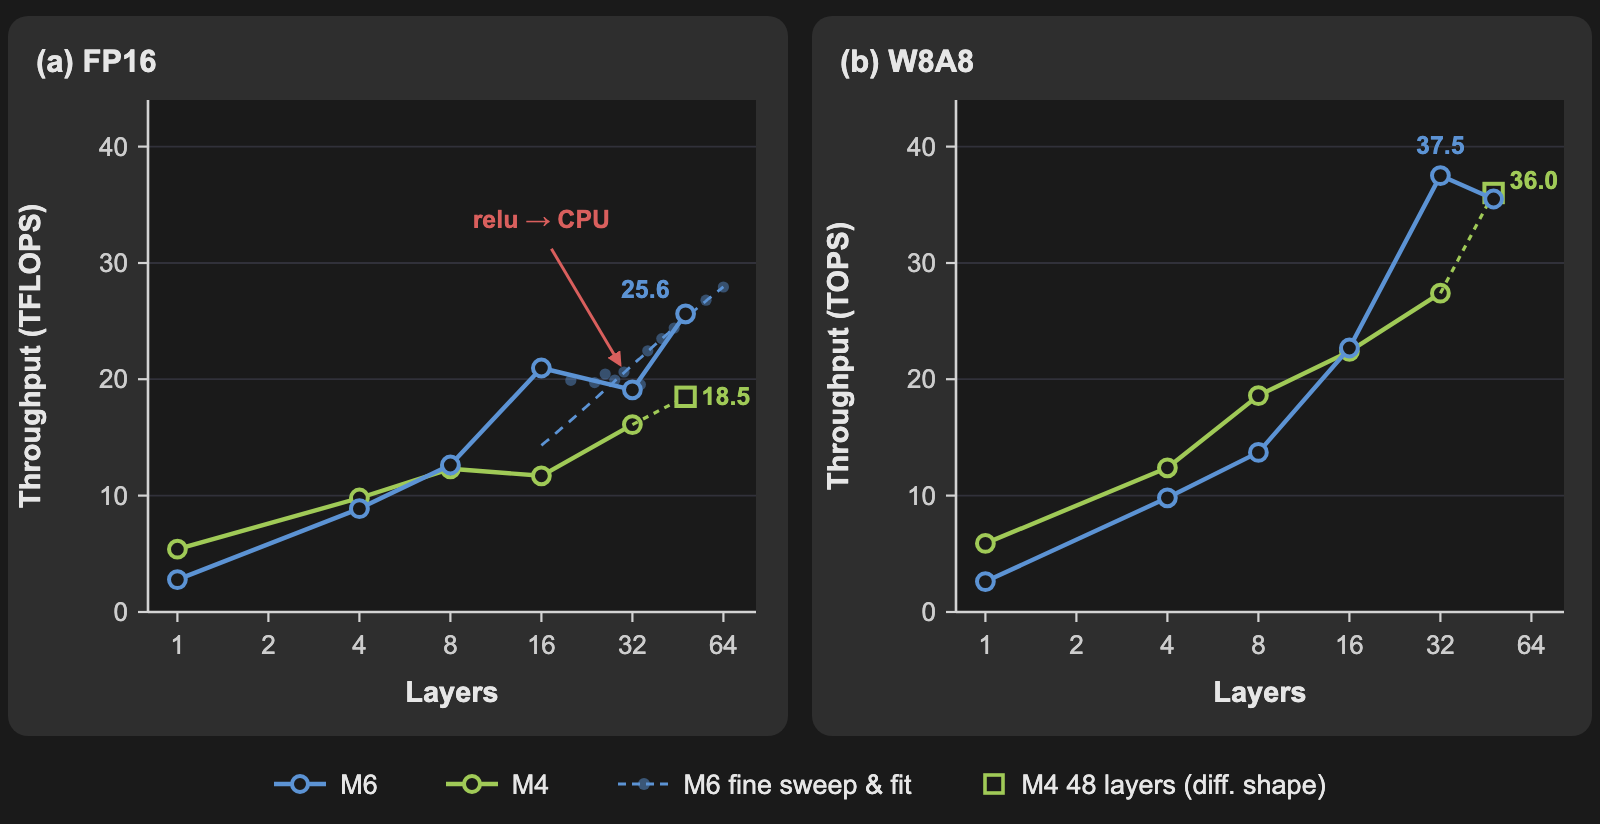 (a) FP16
Throughput (TFLOPS)
40
30
20
10
0
relu → CPU
25.6
18.5
1 2 4 8 16 32 64
Layers
(b) W8A8
Throughput (TOPS)
40
30
20
10
0
37.5
36.0
1 2 4 8 16 32 64
Layers
M6 M4 M6 fine sweep & fit M4 48 layers (diff. shape)